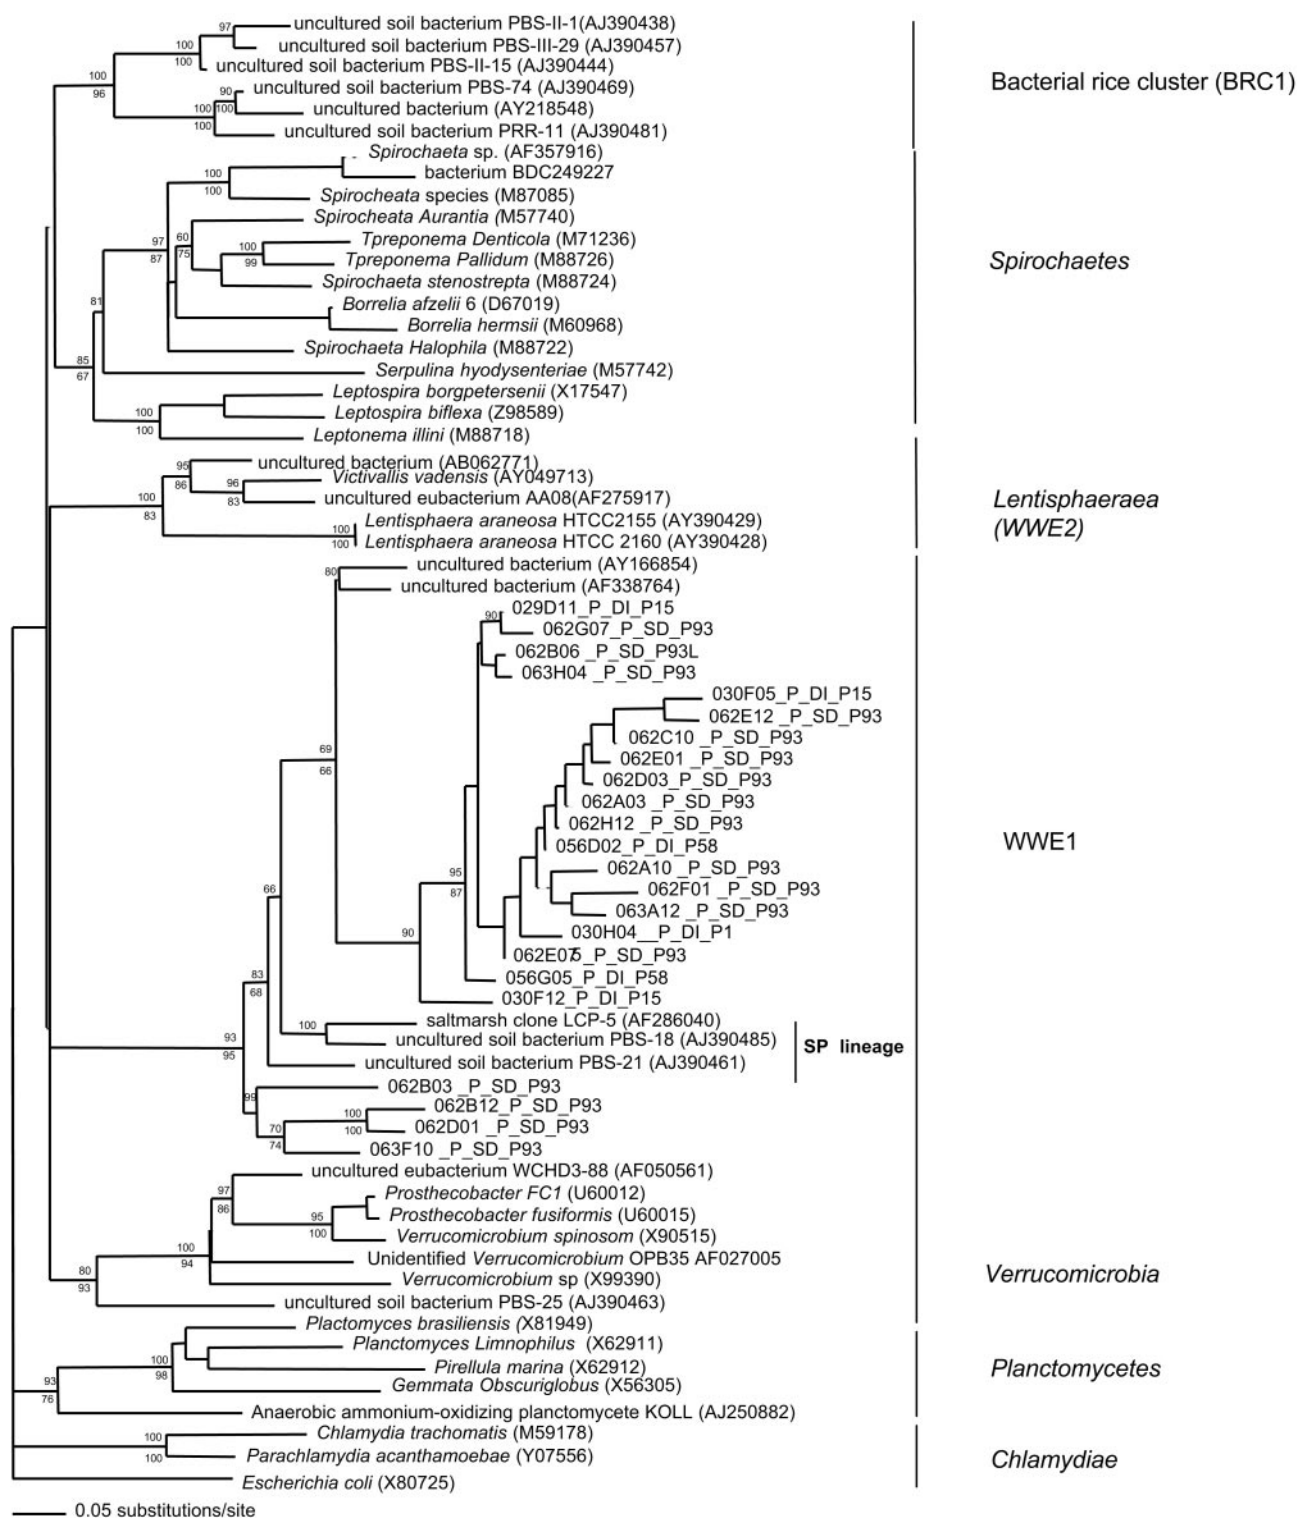 uncultured soil bacterium PBS-II-1(AJ390438)
97
uncultured soil bacterium PBS-III-29 (AJ390457)
100
100
uncultured soil bacterium PBS-II-15 (AJ390444)
100
96
uncultured soil bacterium PBS-74 (AJ390469)
90
100
uncultured bacterium (AY218548)
100
100
uncultured soil bacterium PRR-11 (AJ390481)
Bacterial rice cluster (BRC1)
Spirochaeta sp. (AF357916)
bacterium BDC249227
100
100
Spirocheata species (M87085)
Spirocheata Aurantia (M57740)
97
87
60
75
Tpreponema Denticola (M71236)
100
99
Tpreponema Pallidum (M88726)
Spirochaeta stenostrepta (M88724)
Spirochaetes
Borrelia afzelii 6 (D67019)
81
Borrelia hermsii (M60968)
Spirochaeta Halophila (M88722)
85
67
Serpulina hyodysenteriae (M57742)
Leptospira borgpetersenii (X17547)
100
100
Leptospira biflexa (Z98589)
Leptonema illini (M88718)
uncultured bacterium (AB062771)
95
86
Victivallis vadensis (AY049713)
96
83
uncultured eubacterium AA08(AF275917)
100
83
Lentisphaera araneosa HTCC2155 (AY390429)
100
100
Lentisphaera araneosa HTCC 2160 (AY390428)
Lentisphaeraea
(WWE2)
uncultured bacterium (AY166854)
80
uncultured bacterium (AF338764)
029D11_P_DI_P15
90
062G07_P_SD_P93
062B06 _P_SD_P93L
063H04 _P_SD_P93
030F05_P_DI_P15
062E12 _P_SD_P93
062C10 _P_SD_P93
69
66
062E01 _P_SD_P93
062D03_P_SD_P93
062A03 _P_SD_P93
062H12 _P_SD_P93
056D02_P_DI_P58
WWE1
062A10 _P_SD_P93
95
87
062F01 _P_SD_P93
66
063A12 _P_SD_P93
90
030H04__P_DI_P1
_P_SD_P93
83
68
056G05_P_DI_P58
030F12_P_DI_P15
100
saltmarsh clone LCP-5 (AF286040)
93
95
uncultured soil bacterium PBS-18 (AJ390485)
SP lineage
uncultured soil bacterium PBS-21 (AJ390461)
062B03 _P_SD_P93
99
062B12_P_SD_P93
100
100
062D01 _P_SD_P93
70
74
063F10 _P_SD_P93
uncultured eubacterium WCHD3-88 (AF050561)
97
86
Prosthecobacter FC1 (U60012)
95
100
Prosthecobacter fusiformis (U60015)
Verrucomicrobium spinosom (X90515)
100
94
Unidentified Verrucomicrobium OPB35 AF027005
80
93
Verrucomicrobium sp (X99390)
Verrucomicrobia
uncultured soil bacterium PBS-25 (AJ390463)
Plactomyces brasiliensis (X81949)
Planctomyces Limnophilus (X62911)
100
98
Pirellula marina (X62912)
Planctomycetes
93
76
Gemmata Obscuriglobus (X56305)
Anaerobic ammonium-oxidizing planctomycete KOLL (AJ250882)
100
100
Chlamydia trachomatis (M59178)
Parachlamydia acanthamoebae (Y07556)
Chlamydiae
Escherichia coli (X80725)
0.05 substitutions/site